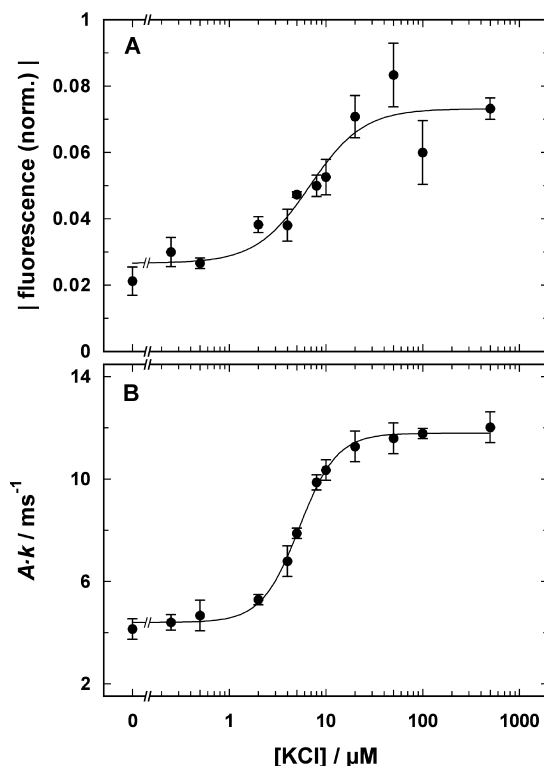 A
| fluorescence (norm.) |
1
0.08
0.06
0.04
0.02
0
B
A·k / ms⁻¹
14
10
6
2
0 1 10 100 1000
[KCl] / µM